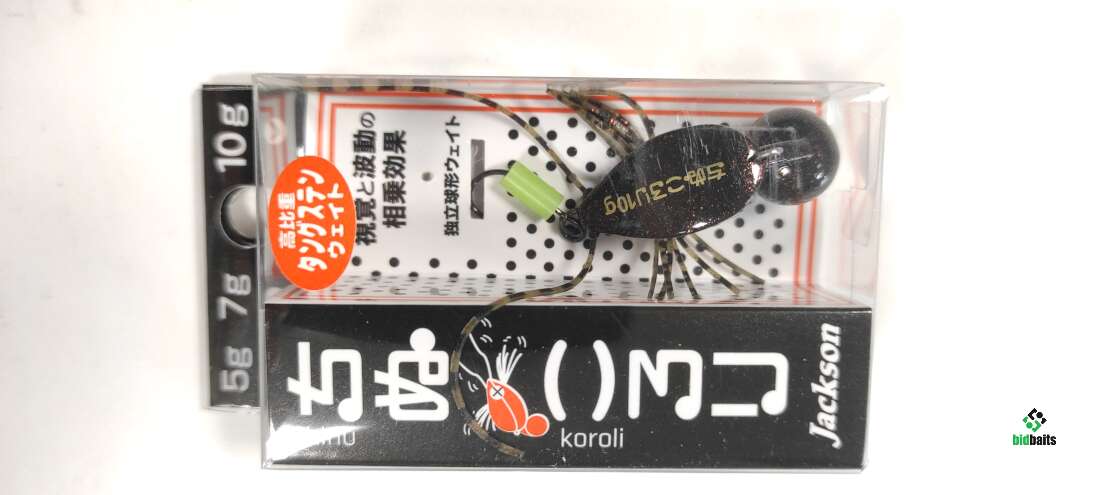 10g
7g
5g
高比重
タングステン
ウェイト
視覚と波動の
相乗効果
独立球形ウェイト
ちぬころり10g
ちぬころり
koroli
Jackson
bidbaits